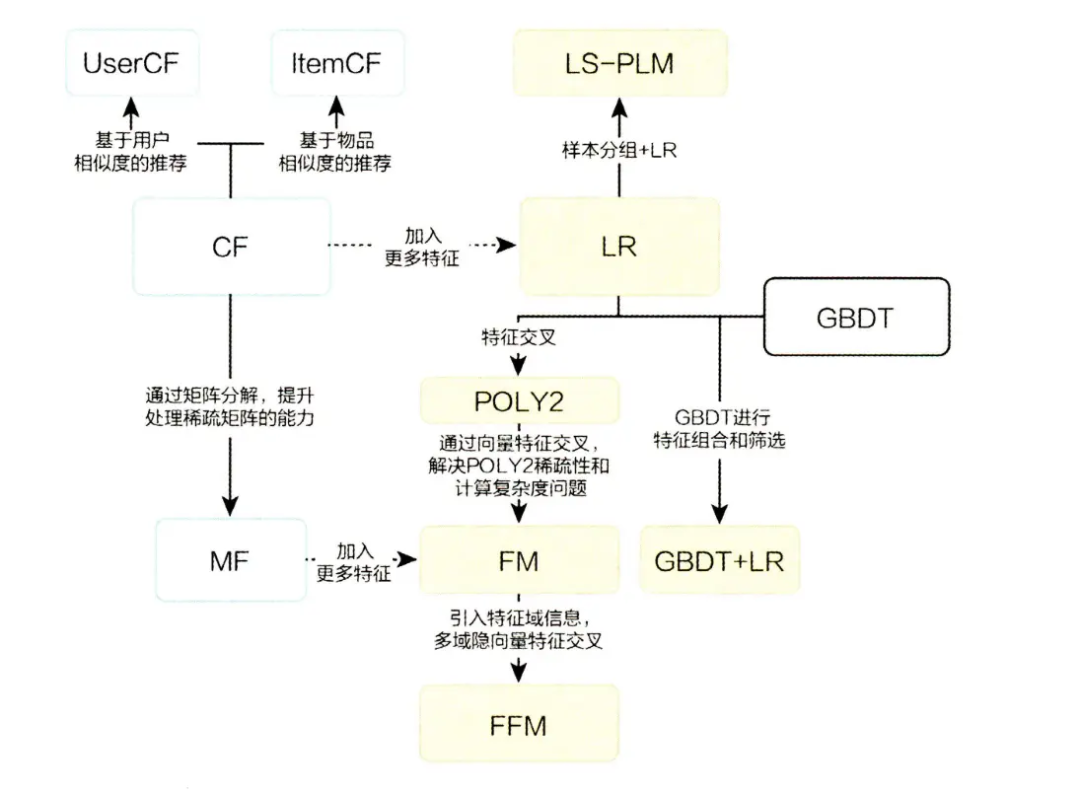 UserCF
ItemCF
LS-PLM
基于用户
相似度的推荐
基于物品
相似度的推荐
样本分组+LR
CF
加入
更多特征
LR
GBDT
特征交叉
通过矩阵分解，提升
处理稀疏矩阵的能力
POLY2
GBDT进行
特征组合和筛选
通过向量特征交叉，
解决POLY2稀疏性和
计算复杂度问题
MF
加入
更多特征
FM
GBDT+LR
引入特征域信息，
多域隐向量特征交叉
FFM